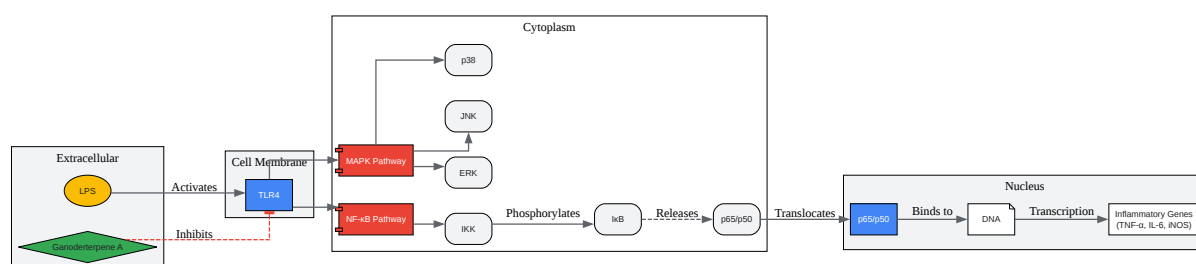 Extracellular
LPS
Ganoderterpene A
Activates
Inhibits
Cell Membrane
TLR4
Cytoplasm
p38
JNK
MAPK Pathway
ERK
NF-κB Pathway
IKK
Phosphorylates
IκB
Releases
p65/p50
Translocates
Nucleus
p65/p50
Binds to
DNA
Transcription
Inflammatory Genes
(TNF-α, IL-6, iNOS)